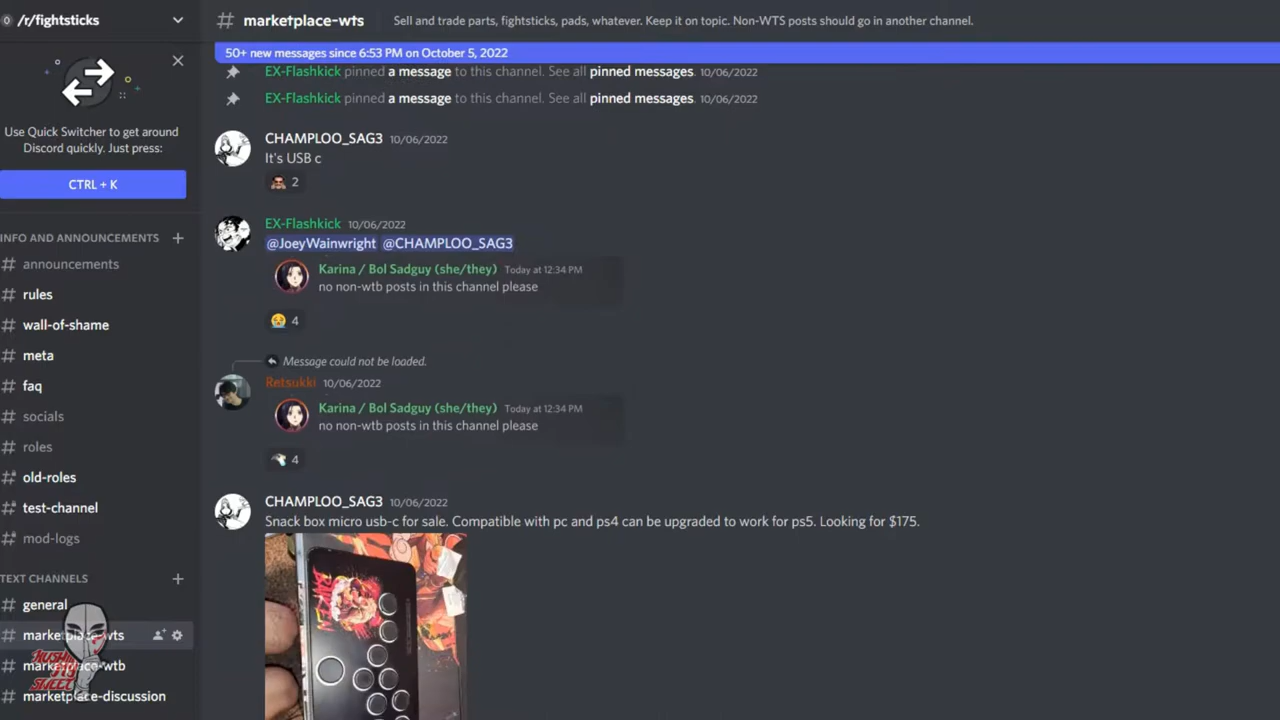 /r/fightsticks
Use Quick Switcher to get around
Discord quickly. Just press:
CTRL + K
INFO AND ANNOUNCEMENTS
announcements
rules
wall-of-shame
meta
faq
socials
roles
old-roles
test-channel
mod-logs
TEXT CHANNELS
general
marketplace-wts
marketplace-wtb
marketplace-discussion
HUSHH
IT'S
SWEET
# marketplace-wts Sell and trade parts, fightsticks, pads, whatever. Keep it on topic. Non-WTS posts should go in another channel.
50+ new messages since 6:53 PM on October 5, 2022
EX-Flashkick pinned a message to this channel. See all pinned messages. 10/06/2022
EX-Flashkick pinned a message to this channel. See all pinned messages. 10/06/2022
CHAMPLOO_SAG3 10/06/2022
It's USB c
2
EX-Flashkick 10/06/2022
@JoeyWainwright @CHAMPLOO_SAG3
Karina / Bol Sadguy (she/they) Today at 12:34 PM
no non-wtb posts in this channel please
4
Message could not be loaded.
Retsukki 10/06/2022
Karina / Bol Sadguy (she/they) Today at 12:34 PM
no non-wtb posts in this channel please
4
CHAMPLOO_SAG3 10/06/2022
Snack box micro usb-c for sale. Compatible with pc and ps4 can be upgraded to work for ps5. Looking for $175.